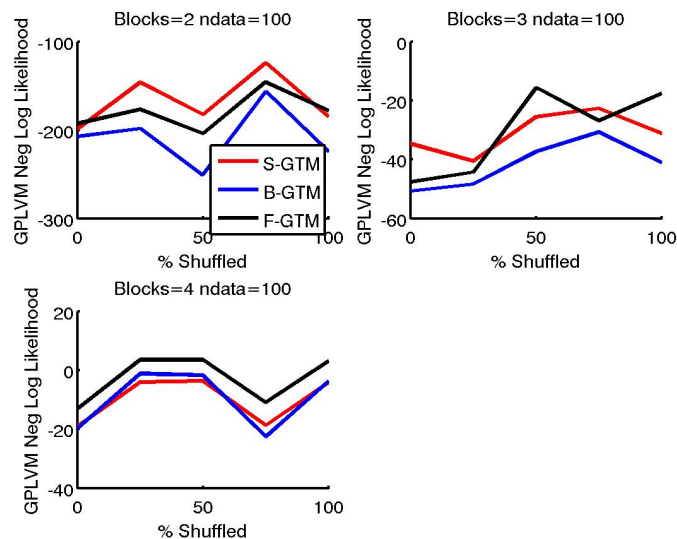 Blocks=2 ndata=100
GPLVM Neg Log Likelihood
-100
-200
-300
0
50
100
% Shuffled
S-GTM
B-GTM
F-GTM
Blocks=3 ndata=100
GPLVM Neg Log Likelihood
0
-20
-40
-60
0
50
100
% Shuffled
Blocks=4 ndata=100
GPLVM Neg Log Likelihood
20
0
-20
-40
0
50
100
% Shuffled